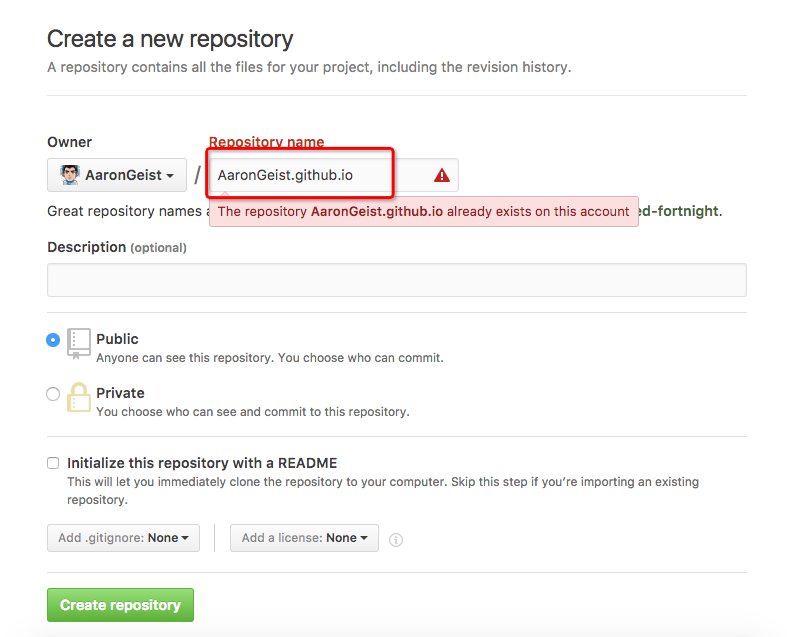 Create a new repository
A repository contains all the files for your project, including the revision history.
Owner
Repository name
AaronGeist / AaronGeist.github.io
Great repository names
The repository AaronGeist.github.io already exists on this account
ed-fortnight.
Description (optional)
Public
Anyone can see this repository. You choose who can commit.
Private
You choose who can see and commit to this repository.
Initialize this repository with a README
This will let you immediately clone the repository to your computer. Skip this step if you’re importing an existing
repository.
Add .gitignore: None
Add a license: None
Create repository